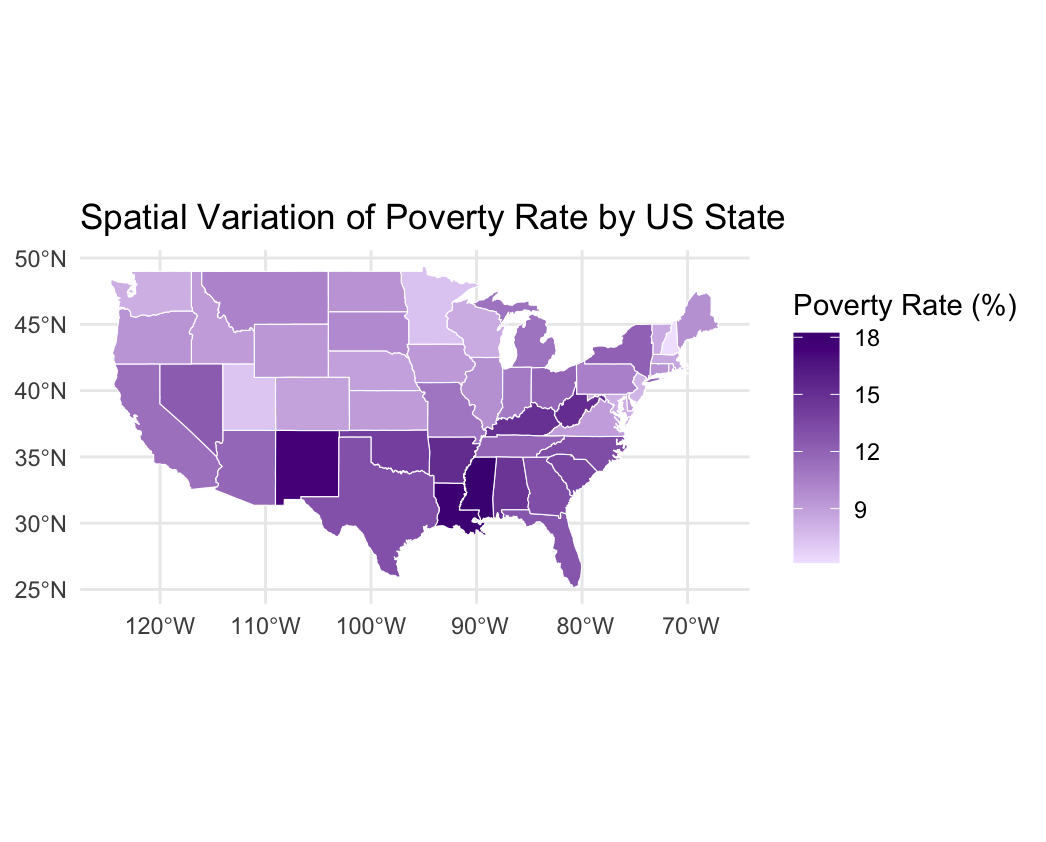 Spatial Variation of Poverty Rate by US State
50°N
45°N
40°N
35°N
30°N
25°N
120°W 110°W 100°W 90°W 80°W 70°W
Poverty Rate (%)
18
15
12
9